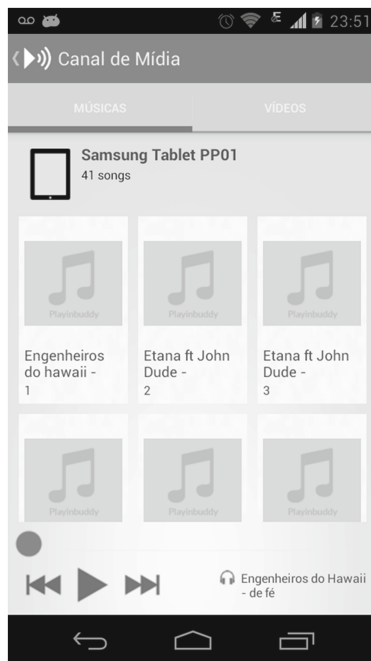 23:51
Canal de Mídia
MÚSICAS
VÍDEOS
Samsung Tablet PP01
41 songs
Playinbuddy
Playinbuddy
Playinbuddy
Engenheiros
do hawaii -
1
Etana ft John
Dude -
2
Etana ft John
Dude -
3
Playinbuddy
Playinbuddy
Playinbuddy
Engenheiros do Hawaii
- de fé